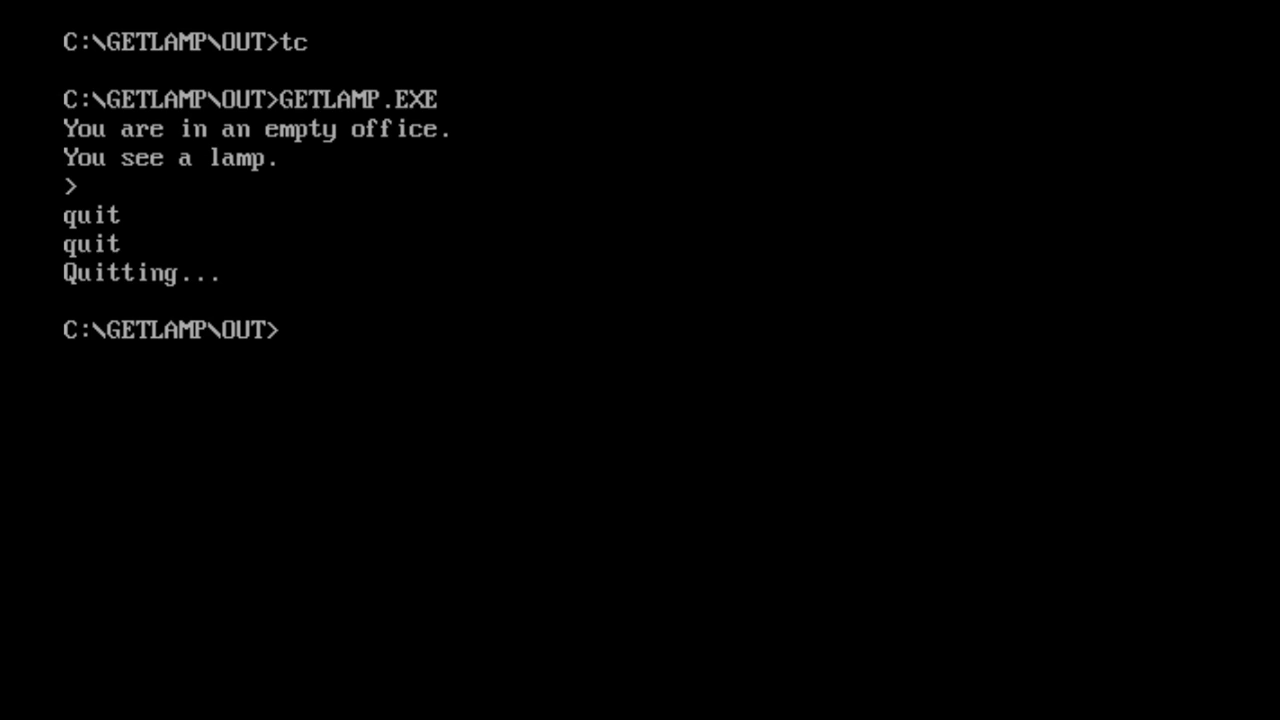 C:\GETLAMP\OUT>tc
C:\GETLAMP\OUT>GETLAMP.EXE
You are in an empty office.
You see a lamp.
>
quit
quit
Quitting...
C:\GETLAMP\OUT>